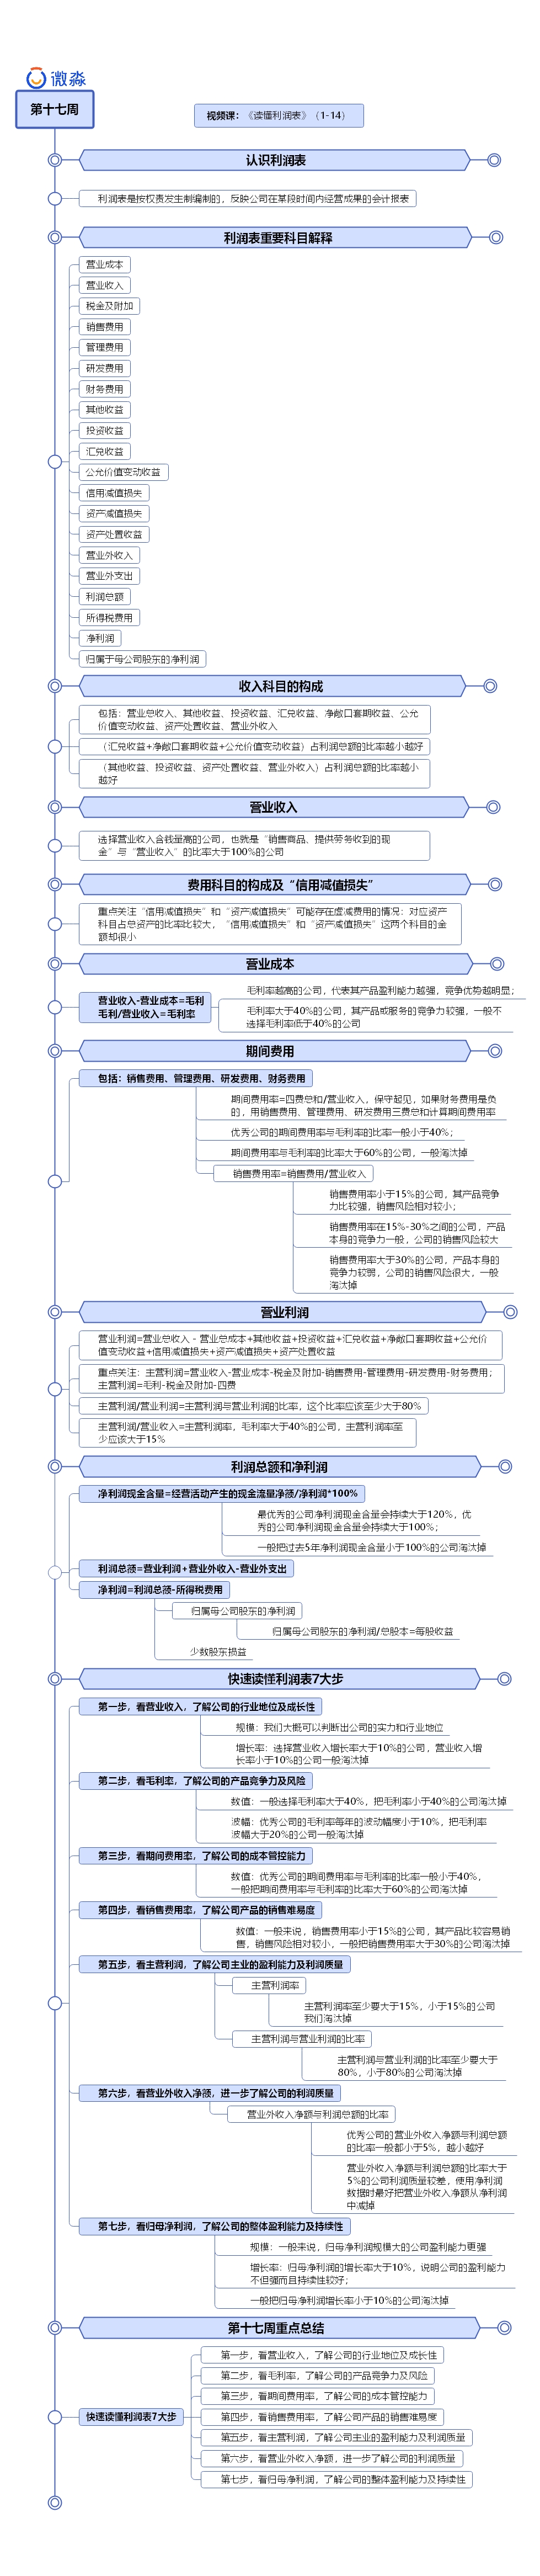 微淼
第十七周
视频课：《读懂利润表》（1-14）
认识利润表
利润表是按权责发生制编制的，反映公司在某段时间内经营成果的会计报表
利润表重要科目解释
营业成本
营业收入
税金及附加
销售费用
管理费用
研发费用
财务费用
其他收益
投资收益
汇兑收益
公允价值变动收益
信用减值损失
资产减值损失
资产处置收益
营业外收入
营业外支出
利润总额
所得税费用
净利润
归属于母公司股东的净利润
收入科目的构成
包括：营业总收入、其他收益、投资收益、汇兑收益、净敞口套期收益、公允
价值变动收益、资产处置收益、营业外收入
（汇兑收益+净敞口套期收益+公允价值变动收益）占利润总额的比率越小越好
（其他收益、投资收益、资产处置收益、营业外收入）占利润总额的比率越小
越好
营业收入
选择营业收入含钱量高的公司，也就是“销售商品、提供劳务收到的现
金”与“营业收入”的比率大于100%的公司
费用科目的构成及“信用减值损失”
重点关注“信用减值损失”和“资产减值损失”可能存在虚减费用的情况：对应资产
科目占总资产的比率比较大，“信用减值损失”和“资产减值损失”这两个科目的金
额却很小
营业成本
营业收入-营业成本=毛利
毛利/营业收入=毛利率
毛利率越高的公司，代表其产品盈利能力越强，竞争优势越明显；
毛利率大于40%的公司，其产品或服务的竞争力较强，一般不
选择毛利率低于40%的公司
期间费用
包括：销售费用、管理费用、研发费用、财务费用
期间费用率=四费总和/营业收入，保守起见，如果财务费用是负
的，用销售费用、管理费用、研发费用三费总和计算期间费用率
优秀公司的期间费用率与毛利率的比率一般小于40%；
期间费用率与毛利率的比率大于60%的公司，一般淘汰掉
销售费用率=销售费用/营业收入
销售费用率小于15%的公司，其产品竞争
力比较强，销售风险相对较小；
销售费用率在15%-30%之间的公司，产品
本身的竞争力一般，公司的销售风险较大
销售费用率大于30%的公司，产品本身的
竞争力较弱，公司的销售风险很大，一般
淘汰掉
营业利润
营业利润=营业总收入 - 营业总成本+其他收益+投资收益+汇兑收益+净敞口套期收益+公允价
值变动收益+信用减值损失+资产减值损失+资产处置收益
重点关注：主营利润=营业收入-营业成本-税金及附加-销售费用-管理费用-研发费用-财务费用；
主营利润=毛利-税金及附加-四费
主营利润/营业利润=主营利润与营业利润的比率，这个比率应该至少大于80%
主营利润/营业收入=主营利润率，毛利率大于40%的公司，主营利润率至
少应该大于15%
利润总额和净利润
净利润现金含量=经营活动产生的现金流量净额/净利润*100%
最优秀的公司净利润现金含量会持续大于120%，优
秀的公司净利润现金含量会持续大于100%；
一般把过去5年净利润现金含量小于100%的公司淘汰掉
利润总额=营业利润+营业外收入-营业外支出
净利润=利润总额-所得税费用
归属母公司股东的净利润
归属母公司股东的净利润/总股本=每股收益
少数股东损益
快速读懂利润表7大步
第一步，看营业收入，了解公司的行业地位及成长性
规模：我们大概可以判断出公司的实力和行业地位
增长率：选择营业收入增长率大于10%的公司，营业收入增
长率小于10%的公司一般淘汰掉
第二步，看毛利率，了解公司的产品竞争力及风险
数值：一般选择毛利率大于40%，把毛利率小于40%的公司淘汰掉
波幅：优秀公司的毛利率每年的波动幅度小于10%，把毛利率
波幅大于20%的公司一般淘汰掉
第三步，看期间费用率，了解公司的成本管控能力
数值：优秀公司的期间费用率与毛利率的比率一般小于40%，
一般把期间费用率与毛利率的比率大于60%的公司淘汰掉
第四步，看销售费用率，了解公司产品的销售难易度
数值：一般来说，销售费用率小于15%的公司，其产品比较容易销
售，销售风险相对较小，一般把销售费用率大于30%的公司淘汰掉
第五步，看主营利润，了解公司主业的盈利能力及利润质量
主营利润率
主营利润率至少要大于15%，小于15%的公司
我们淘汰掉
主营利润与营业利润的比率
主营利润与营业利润的比率至少要大于
80%，小于80%的公司淘汰掉
第六步，看营业外收入净额，进一步了解公司的利润质量
营业外收入净额与利润总额的比率
优秀公司的营业外收入净额与利润总额
的比率一般都小于5%，越小越好
营业外收入净额与利润总额的比率大于
5%的公司利润质量较差，使用净利润
数据时最好把营业外收入净额从净利润
中减掉
第七步，看归母净利润，了解公司的整体盈利能力及持续性
规模：一般来说，归母净利润规模大的公司盈利能力更强
增长率：归母净利润的增长率大于10%，说明公司的盈利能力
不但强而且持续性较好；
一般把归母净利润增长率小于10%的公司淘汰掉
第十七周重点总结
快速读懂利润表7大步
第一步，看营业收入，了解公司的行业地位及成长性
第二步，看毛利率，了解公司的产品竞争力及风险
第三步，看期间费用率，了解公司的成本管控能力
第四步，看销售费用率，了解公司产品的销售难易度
第五步，看主营利润，了解公司主业的盈利能力及利润质量
第六步，看营业外收入净额，进一步了解公司的利润质量
第七步，看归母净利润，了解公司的整体盈利能力及持续性